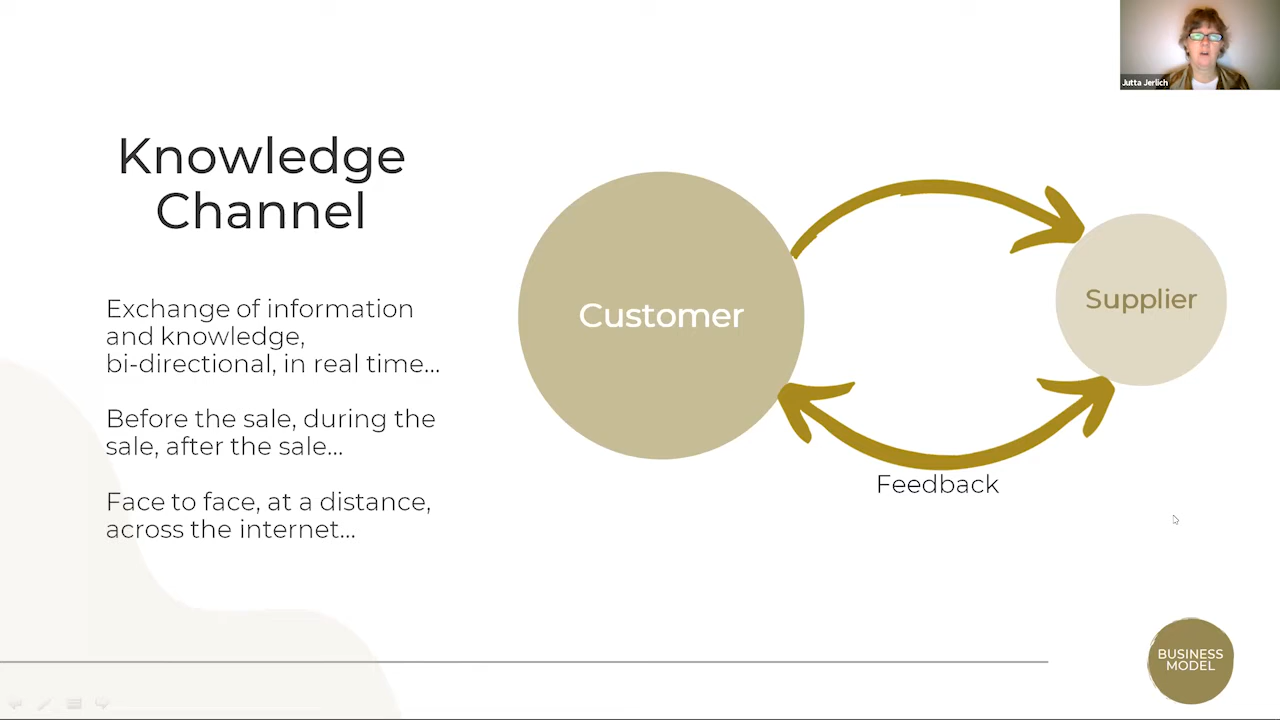 Jutta Jerlich
Knowledge
Channel
Exchange of information
and knowledge,
bi-directional, in real time...
Before the sale, during the
sale, after the sale...
Face to face, at a distance,
across the internet...
Customer
Supplier
Feedback
BUSINESS
MODEL